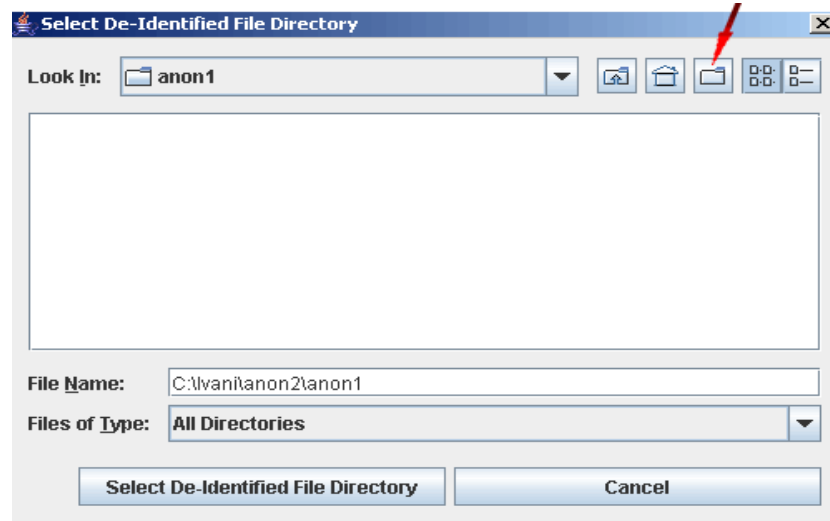 Select De-Identified File Directory
Look In: anon1
File Name: C:\Ivani\anon2\anon1
Files of Type: All Directories
Select De-Identified File Directory Cancel